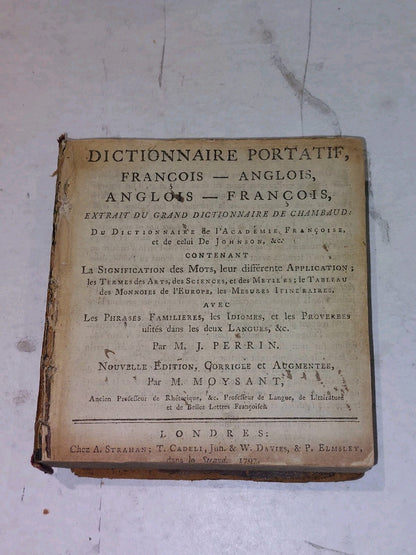 DICTIONNAIRE PORTATIF,
FRANÇOIS — ANGLOIS,
ANGLOIS — FRANÇOIS,
EXTRAIT DU GRAND DICTIONNAIRE DE CHAMBAUD:
DU DICTIONNAIRE de l'ACADÉMIE FRANÇOISE,
et de celui DE JOHNSON, &c.
CONTENANT
LA SIGNIFICATION des MOTS, leur différente APPLICATION;
les TERMES des ARTS, des SCIENCES, et des METIERS; le TABLEAU
des MONNOIES de l'EUROPE, les MESURES ITINÉRAIRES,
AVEC
LES PHRASES FAMILIERES, les IDIOMES, et les PROVERBES
usités dans les deux LANGUES, &c.
Par M. J. PERRIN.
NOUVELLE EDITION, CORRIGÉE et AUGMENTÉE,
Par M. MOYSANT,
Ancien Professeur de Rhétorique, &c. Professeur de Langue, de Littérature
et de Belles Lettres Françoises.
LONDRES:
Chez A. STRAHAN; T. CADELL, Jun. & W. DAVIES, & P. ELMSLEY,
dans le Strand.